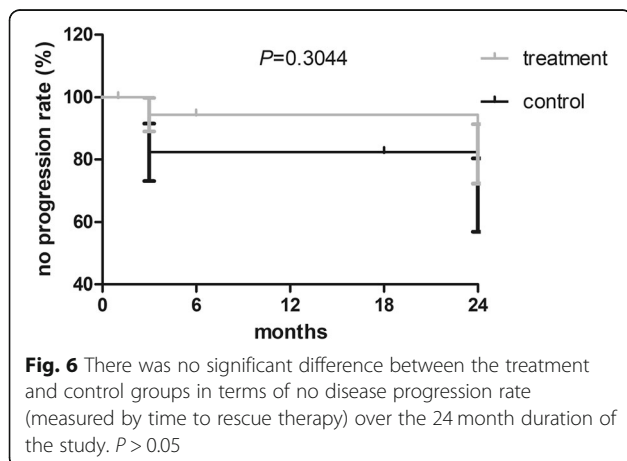 120
100
80
60
40
no progression rate (%)
P=0.3044
treatment
control
0 6 12 18 24
months
Fig. 6 There was no significant difference between the treatment
and control groups in terms of no disease progression rate
(measured by time to rescue therapy) over the 24 month duration of
the study. P > 0.05